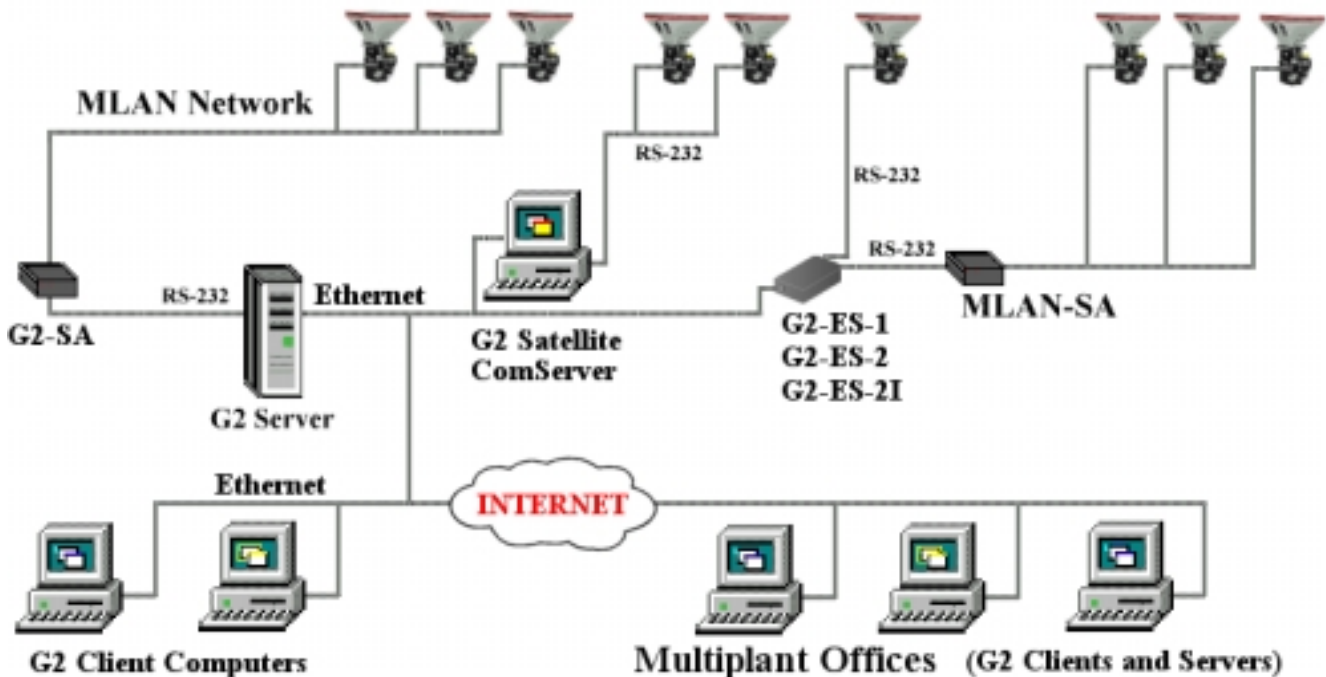 MLAN Network
RS-232
RS-232
RS-232
RS-232
Ethernet
G2-SA
G2 Server
G2 Satellite
ComServer
G2-ES-1
G2-ES-2
G2-ES-2I
MLAN-SA
Ethernet
INTERNET
G2 Client Computers
Multiplant Offices (G2 Clients and Servers)